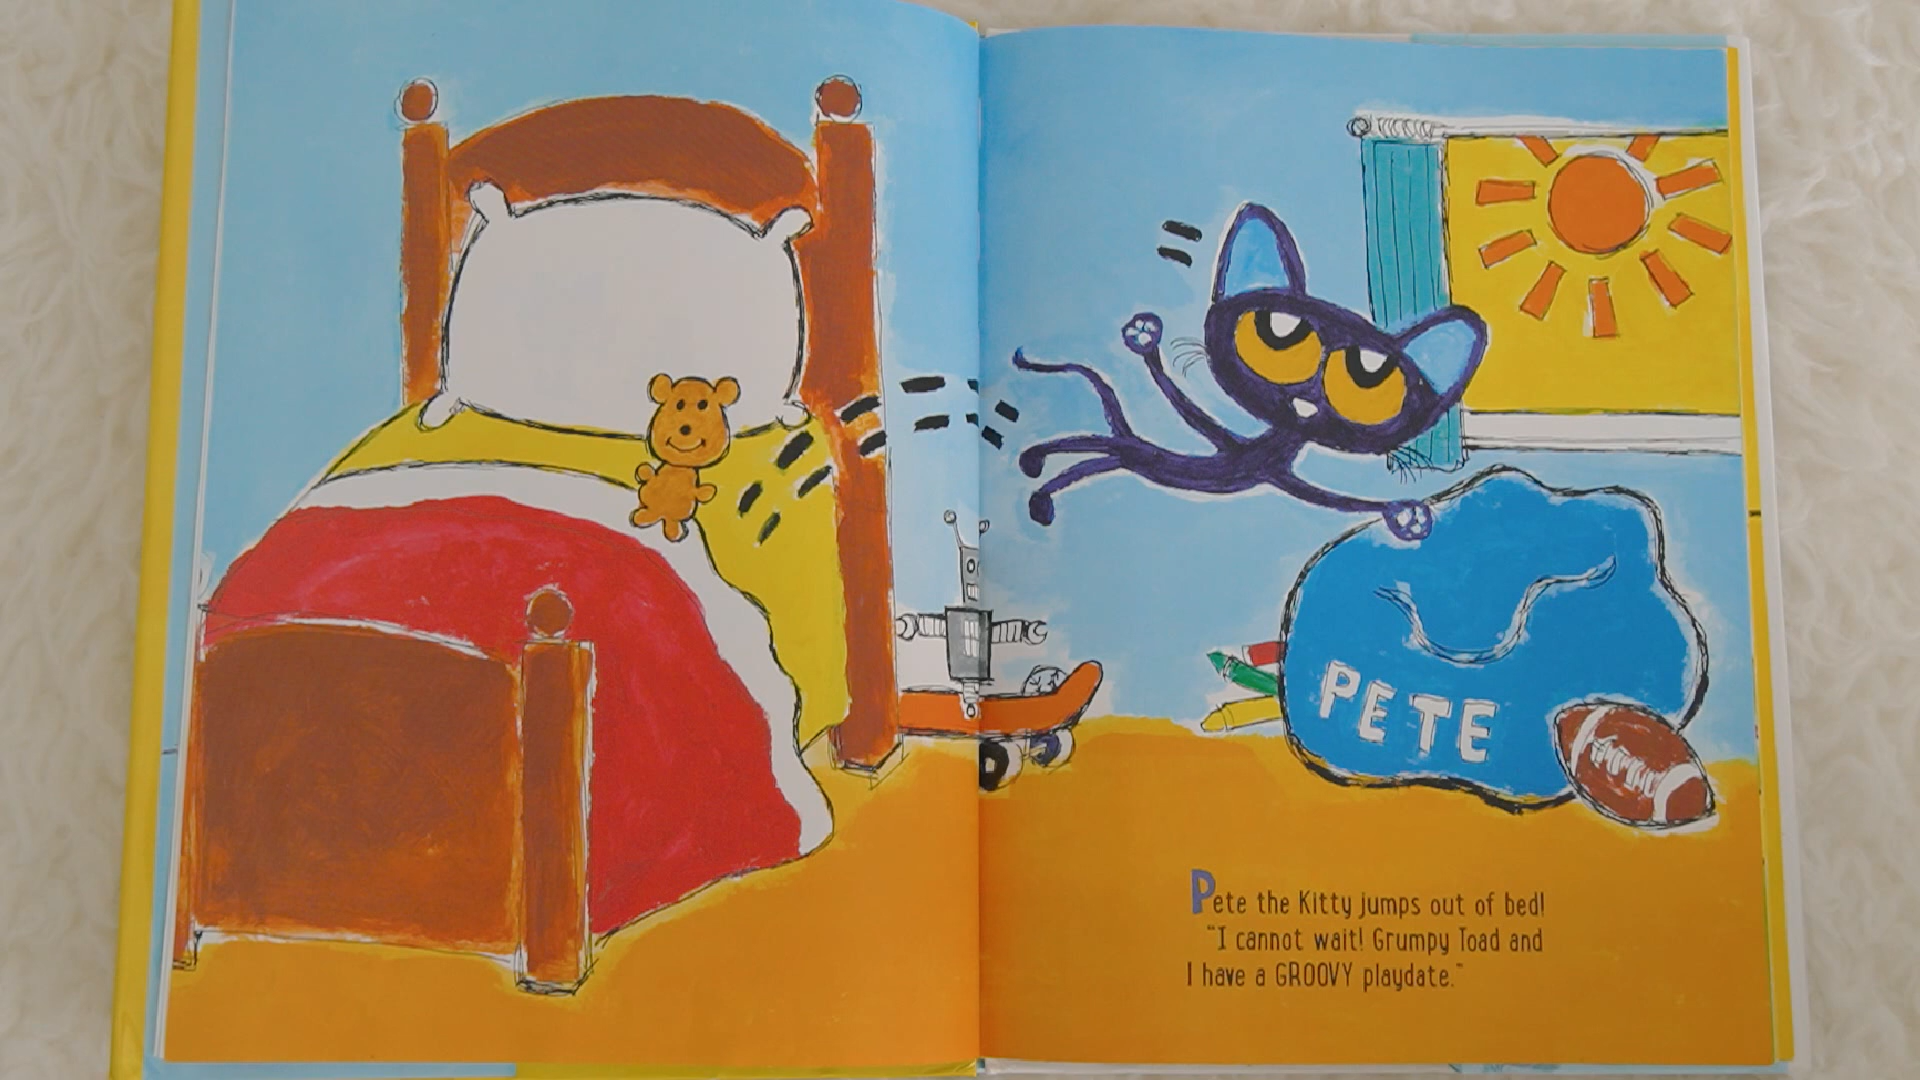 PETE
Pete the Kitty jumps out of bed!
"I cannot wait! Grumpy Toad and
I have a GROOVY playdate."